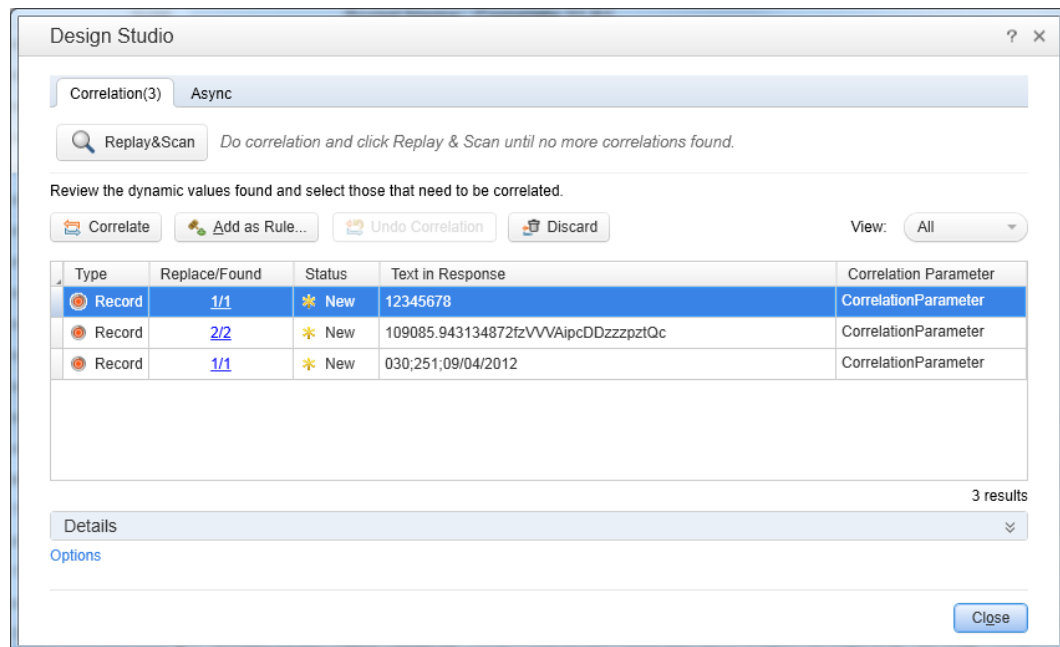 Design Studio ?
Correlation(3) Async
Replay&Scan Do correlation and click Replay & Scan until no more correlations found.
Review the dynamic values found and select those that need to be correlated.
Correlate Add as Rule... Undo Correlation Discard View: All
Type Replace/Found Status Text in Response Correlation Parameter
Record 1/1 New 12345678 CorrelationParameter
Record 2/2 New 109085.943134872fzVVVAipcDDzzzpztQc CorrelationParameter
Record 1/1 New 030;251;09/04/2012 CorrelationParameter
3 results
Details
Options
Close